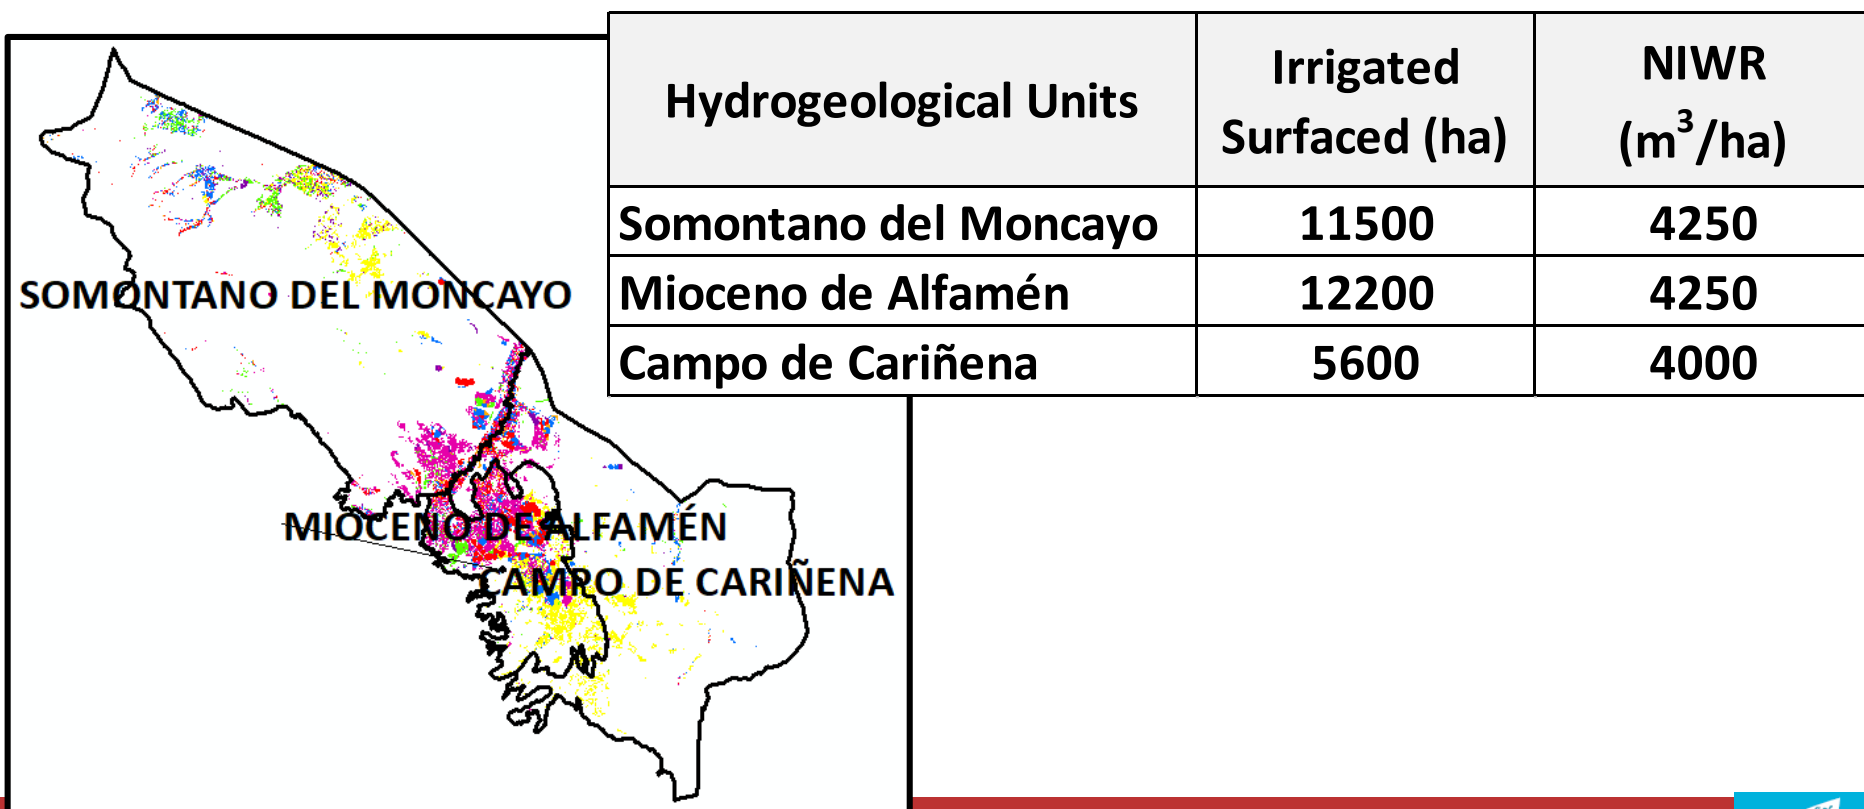 Hydrogeological Units
Irrigated
Surfaced (ha)
NIWR
(m³/ha)
Somontano del Moncayo 11500 4250
Mioceno de Alfamén 12200 4250
Campo de Cariñena 5600 4000
SOMONTANO DEL MONCAYO
MIOCENO DE ALFAMÉN
CAMPO DE CARIÑENA